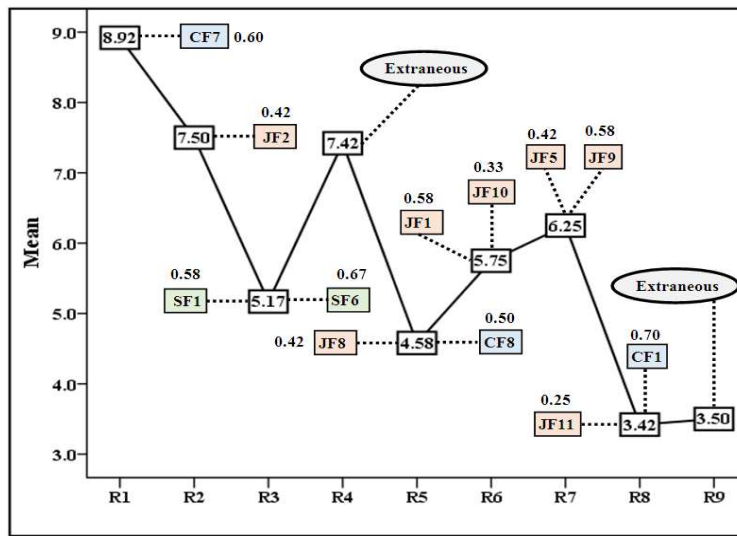 9.0
8.92
CF7
0.60
8.0
0.42
7.50
JF2
Extraneous
7.42
7.0
0.42
0.58
JF5
JF9
0.33
JF10
0.58
JF1
6.25
6.0
5.75
Mean
0.58
0.67
SF1
5.17
SF6
5.0
0.42
JF8
4.58
0.50
CF8
Extraneous
0.70
CF1
4.0
0.25
JF11
3.42
3.50
3.0
R1 R2 R3 R4 R5 R6 R7 R8 R9